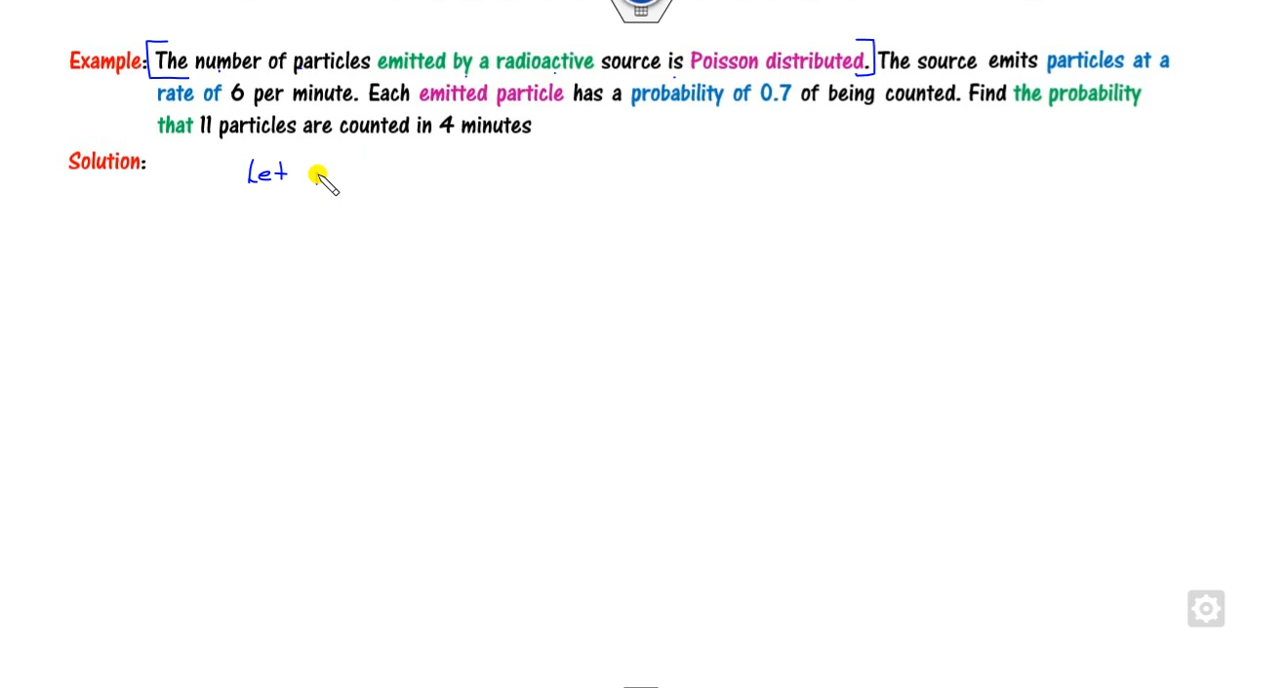 Example: The number of particles emitted by a radioactive source is Poisson distributed. The source emits particles at a
rate of 6 per minute. Each emitted particle has a probability of 0.7 of being counted. Find the probability
that 11 particles are counted in 4 minutes
Solution:
Let